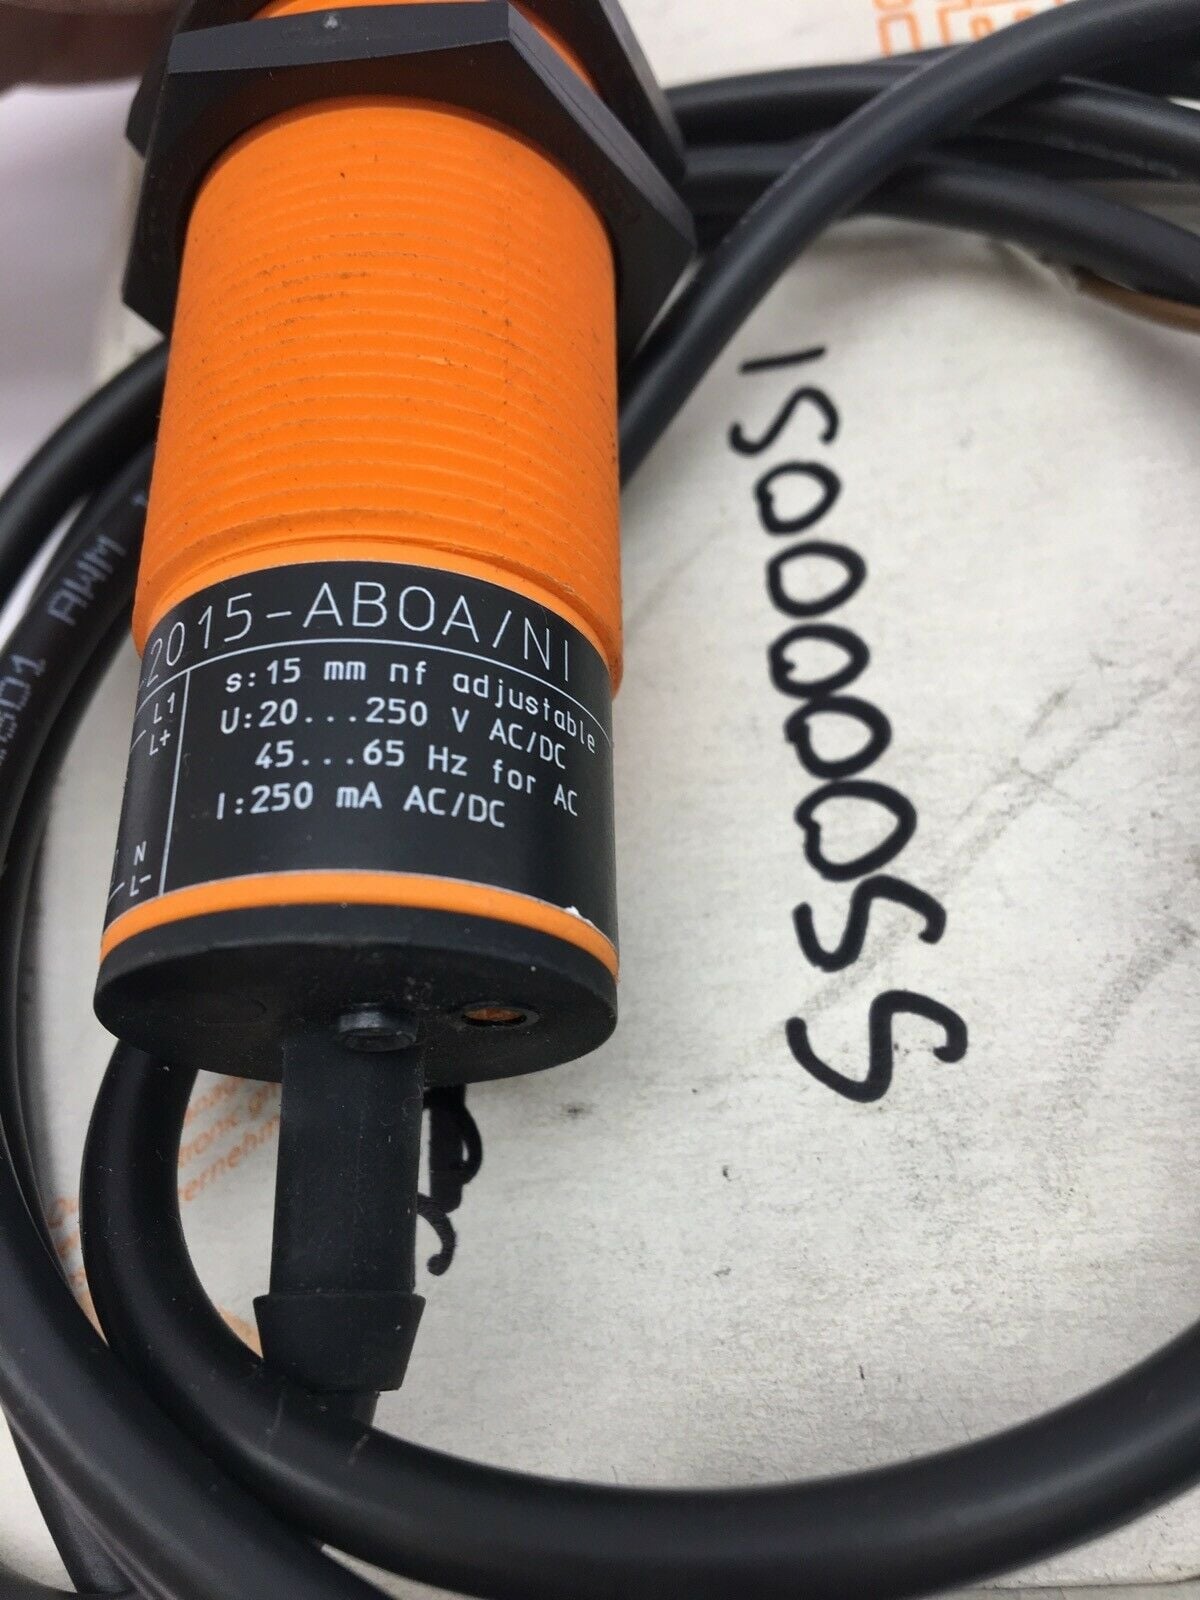 2015-ABOA/NI
s:15 mm nf adjustable
U:20...250 V AC/DC
45...65 Hz for AC
I:250 mA AC/DC
L1
L+
N
L-
AWM
ISO000055